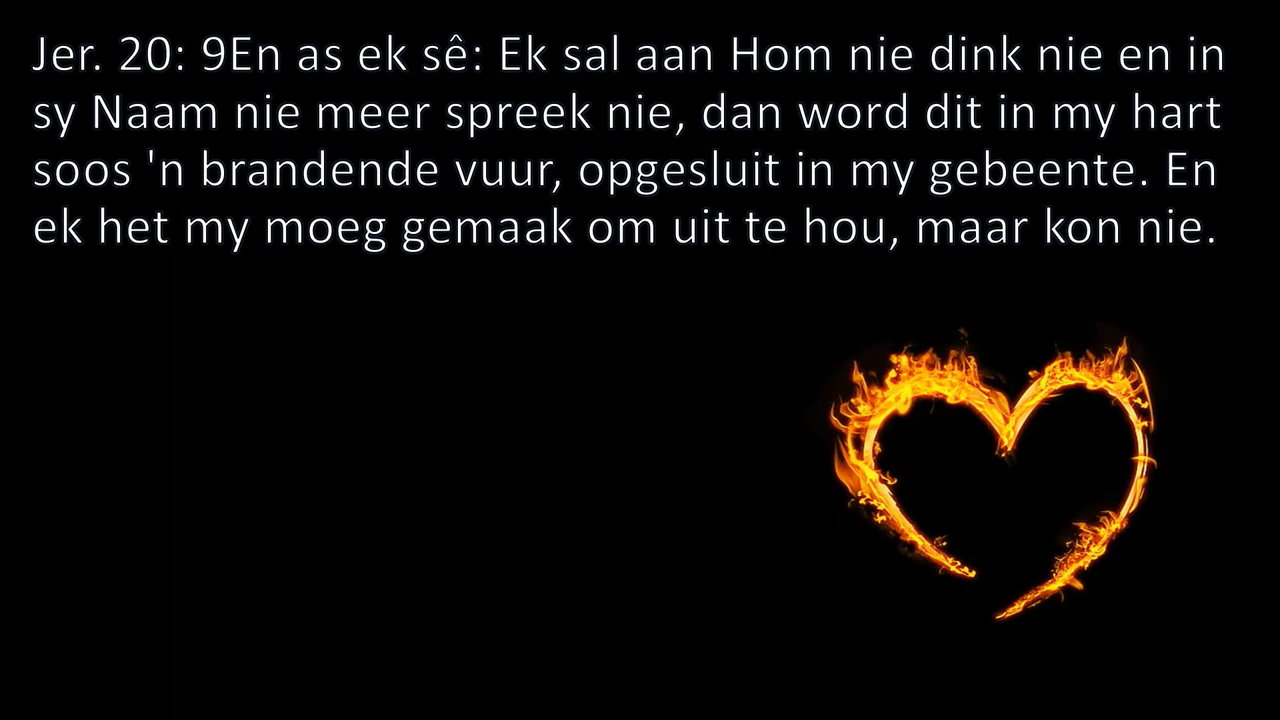 Jer. 20: 9En as ek sê: Ek sal aan Hom nie dink nie en in
sy Naam nie meer spreek nie, dan word dit in my hart
soos 'n brandende vuur, opgesluit in my gebeente. En
ek het my moeg gemaak om uit te hou, maar kon nie.